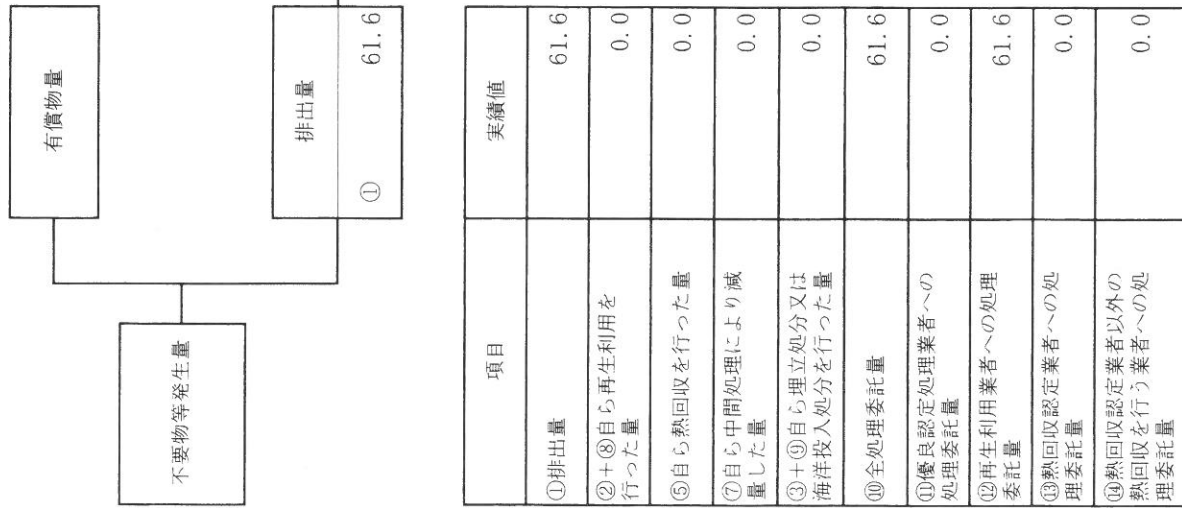 不要物等発生量
有償物量
排出量
① 61.6
項目 実績値
①排出量 61.6
②+⑧自ら再生利用を
行った量 0.0
⑤自ら熱回収を行った量 0.0
⑦自ら中間処理により減
量した量 0.0
③+⑨自ら埋立処分又は
海洋投入処分を行った量 0.0
⑩全処理委託量 61.6
⑪優良認定処理業者への
処理委託量 0.0
⑫再生利用業者への処理
委託量 61.6
⑬熱回収認定業者への処
理委託量 0.0
⑭熱回収認定業者以外の
熱回収を行う業者への処
理委託量 0.0